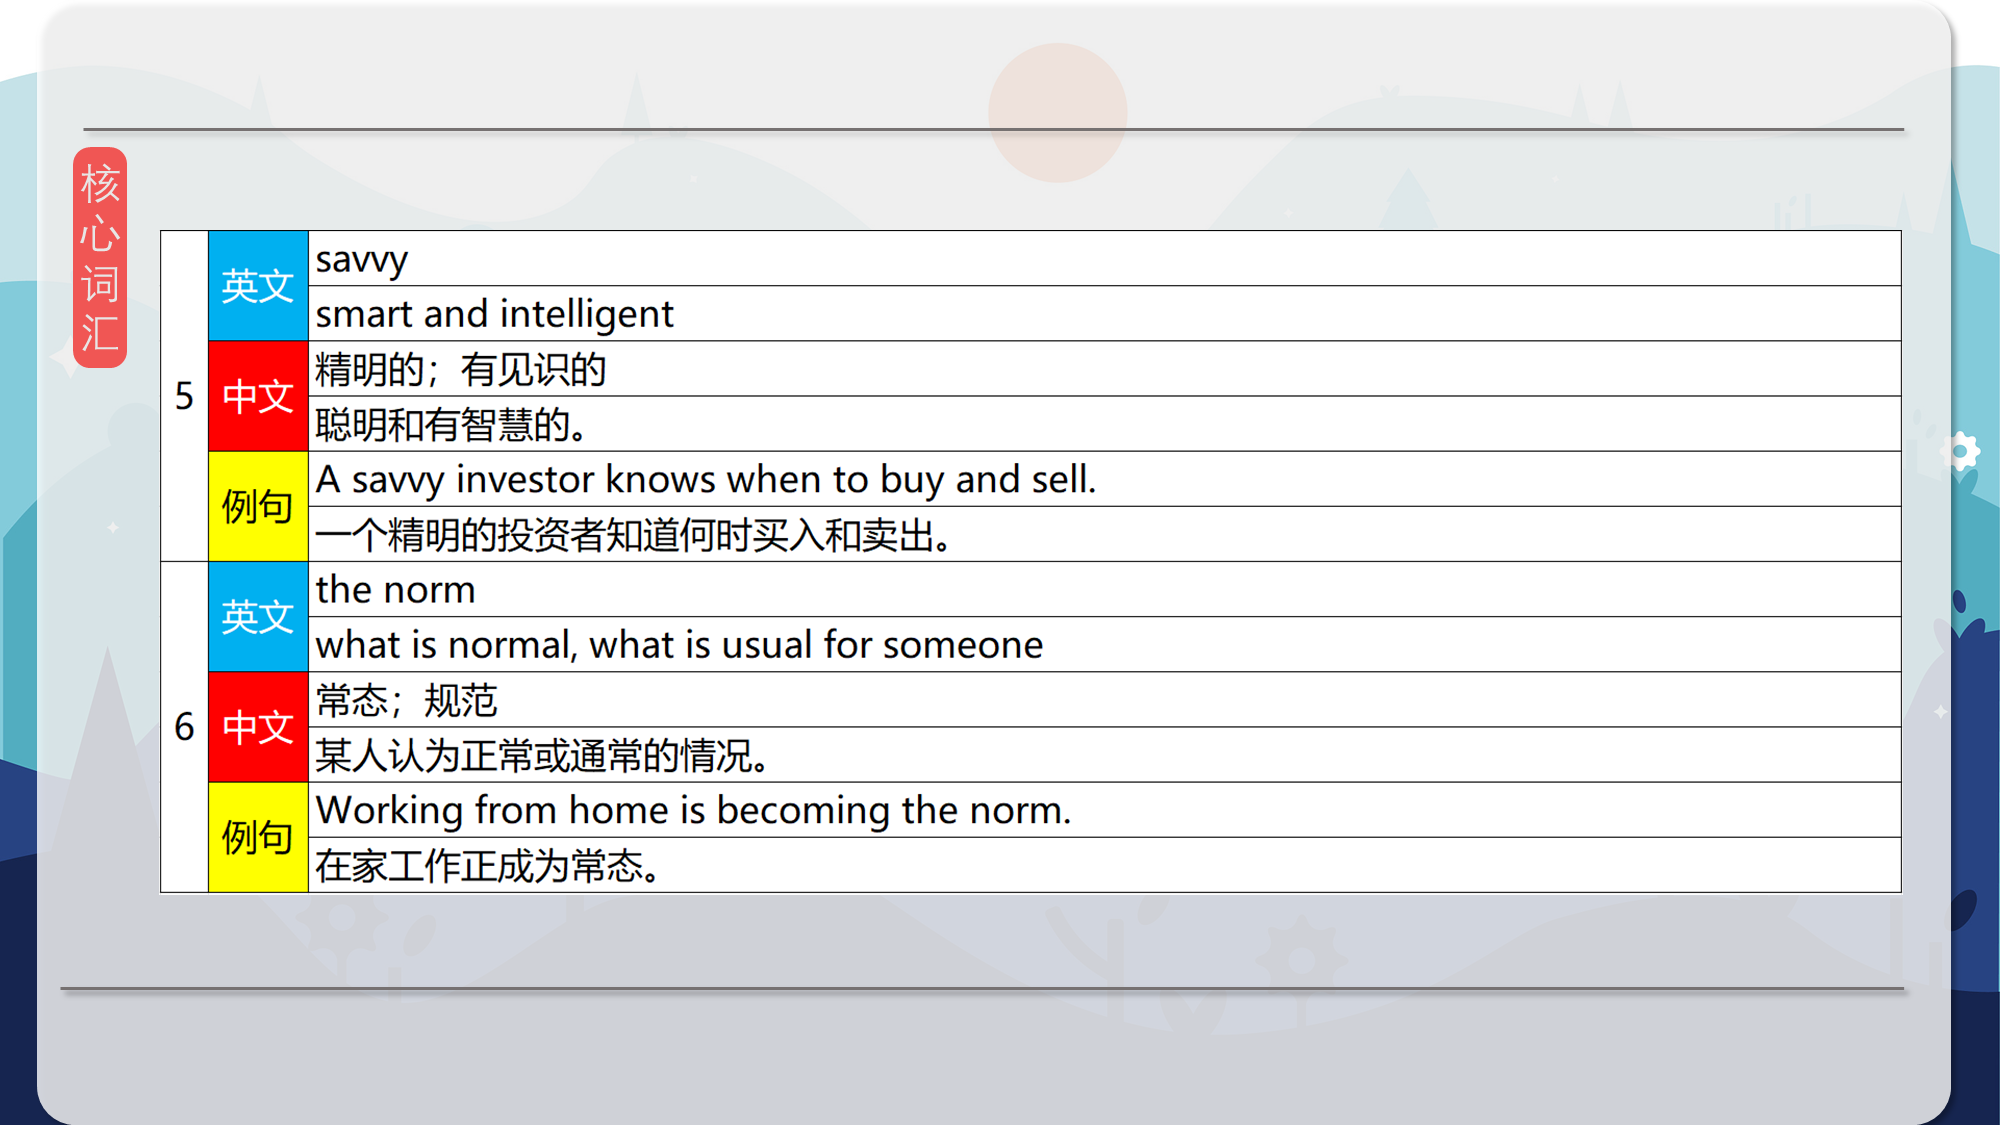 核心词汇
5
英文
savvy
smart and intelligent
中文
精明的；有见识的
聪明和有智慧的。
例句
A savvy investor knows when to buy and sell.
一个精明的投资者知道何时买入和卖出。
6
英文
the norm
what is normal, what is usual for someone
中文
常态；规范
某人认为正常或通常的情况。
例句
Working from home is becoming the norm.
在家工作正成为常态。